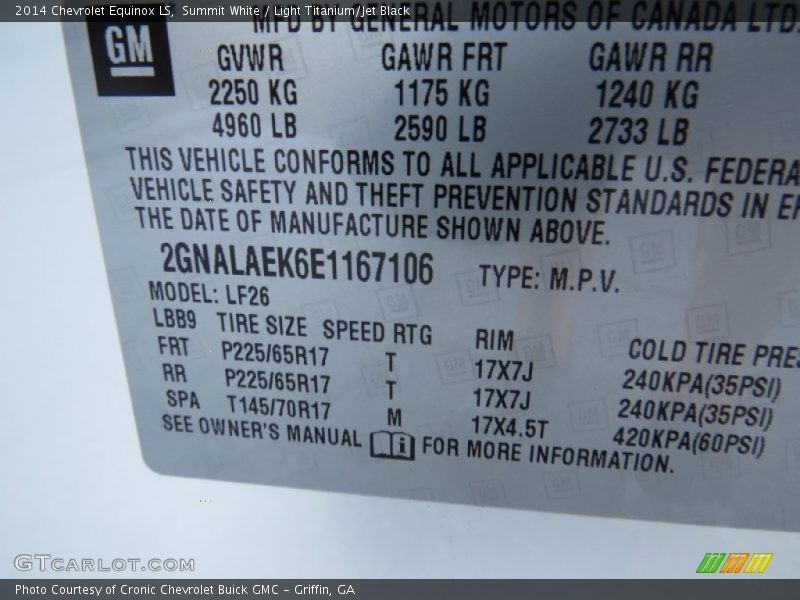 2014 Chevrolet Equinox LS, Summit White / Light Titanium/Jet Black
MFD BY GENERAL MOTORS OF CANADA LTD.
GM
GVWR GAWR FRT GAWR RR
2250 KG 1175 KG 1240 KG
4960 LB 2590 LB 2733 LB
THIS VEHICLE CONFORMS TO ALL APPLICABLE U.S. FEDERA
VEHICLE SAFETY AND THEFT PREVENTION STANDARDS IN EF
THE DATE OF MANUFACTURE SHOWN ABOVE.
2GNALAEK6E1167106 TYPE: M.P.V.
MODEL: LF26
LBB9 TIRE SIZE SPEED RTG RIM COLD TIRE PRES
FRT P225/65R17 T 17X7J 240KPA(35PSI)
RR P225/65R17 T 17X7J 240KPA(35PSI)
SPA T145/70R17 M 17X4.5T 420KPA(60PSI)
SEE OWNER'S MANUAL i FOR MORE INFORMATION.
GTCARLOT.COM
Photo Courtesy of Cronic Chevrolet Buick GMC - Griffin, GA